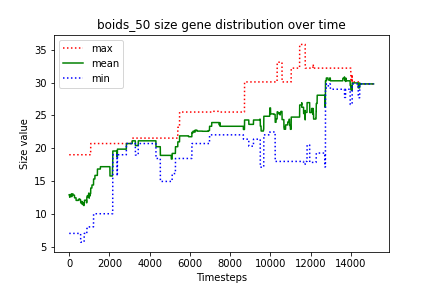 boids_50 size gene distribution over time
max
mean
min
Size value
35
30
25
20
15
10
5
0 2000 4000 6000 8000 10000 12000 14000
Timesteps